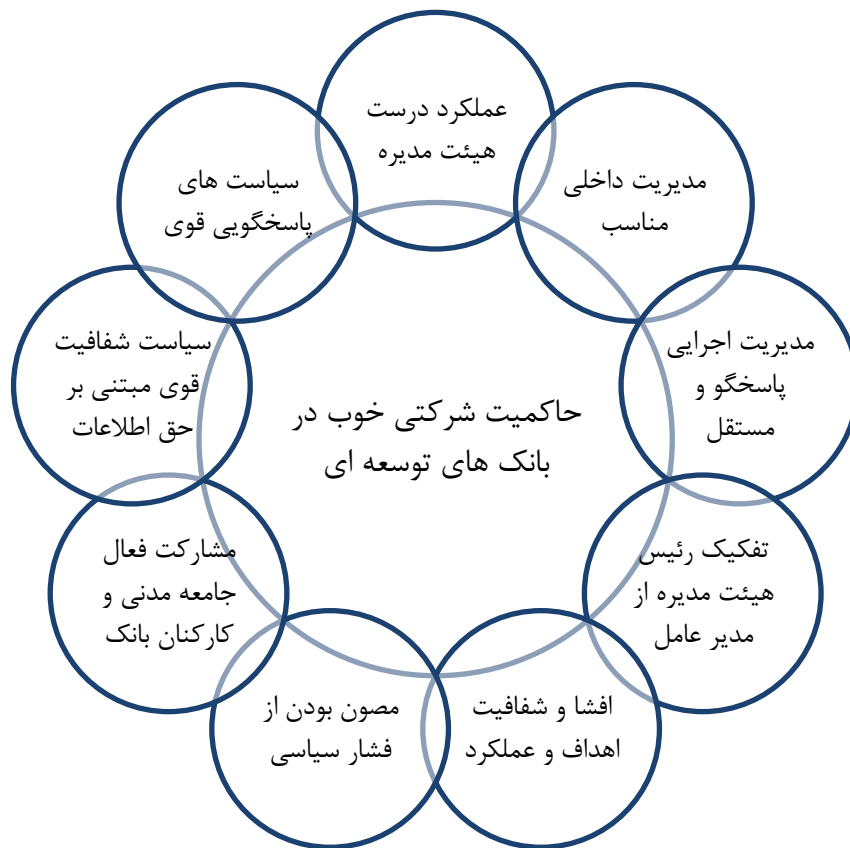 عملکرد درست
هیئت مدیره
مدیریت داخلی
مناسب
مدیریت اجرایی
پاسخگو و
مستقل
تفکیک رئیس
هیئت مدیره از
مدیر عامل
افشا و شفافیت
اهداف و عملکرد
مصون بودن از
فشار سیاسی
مشارکت فعال
جامعه مدنی و
کارکنان بانک
سیاست شفافیت
قوی مبتنی بر
حق اطلاعات
سیاست های
پاسخگویی قوی
حاکمیت شرکتی خوب در
بانک های توسعه ای